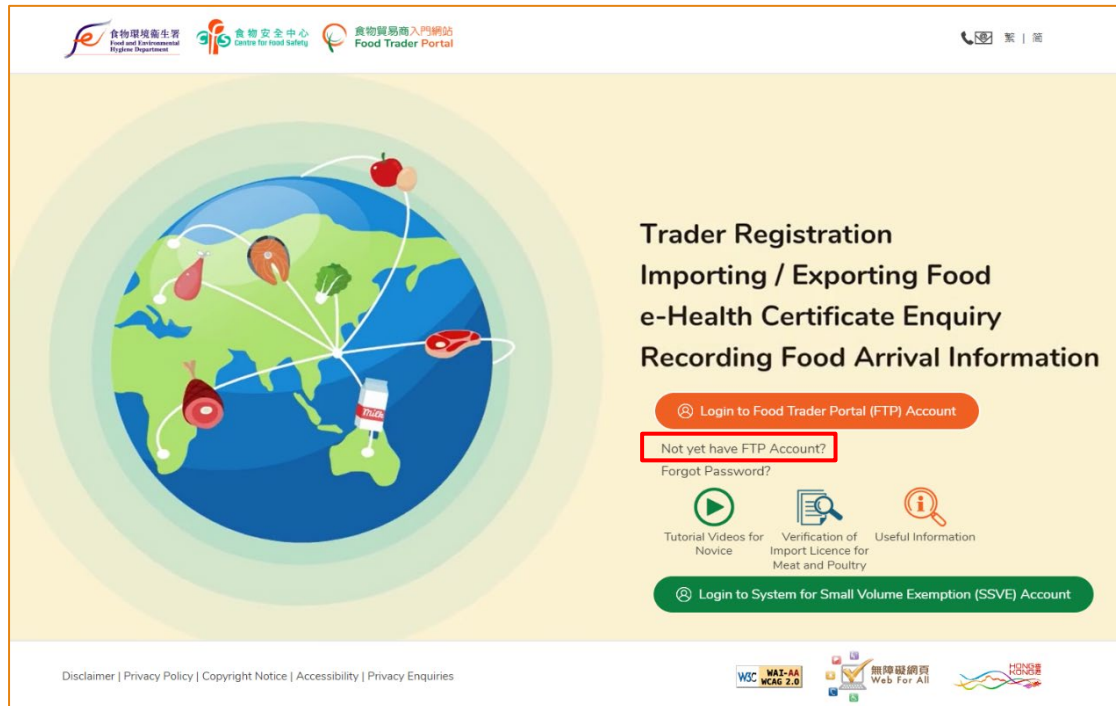 食物環境衞生署
Food and Environmental
Hygiene Department
食物安全中心
Centre for Food Safety
食物貿易商入門網站
Food Trader Portal
繁 | 简
Trader Registration
Importing / Exporting Food
e-Health Certificate Enquiry
Recording Food Arrival Information
Milk
Login to Food Trader Portal (FTP) Account
Not yet have FTP Account?
Forgot Password?
Tutorial Videos for
Novice
Verification of
Import Licence for
Meat and Poultry
Useful Information
Login to System for Small Volume Exemption (SSVE) Account
Disclaimer | Privacy Policy | Copyright Notice | Accessibility | Privacy Enquiries
W3C WAI-AA
WCAG 2.0
無障礙網頁
Web For All
HONG
KONG